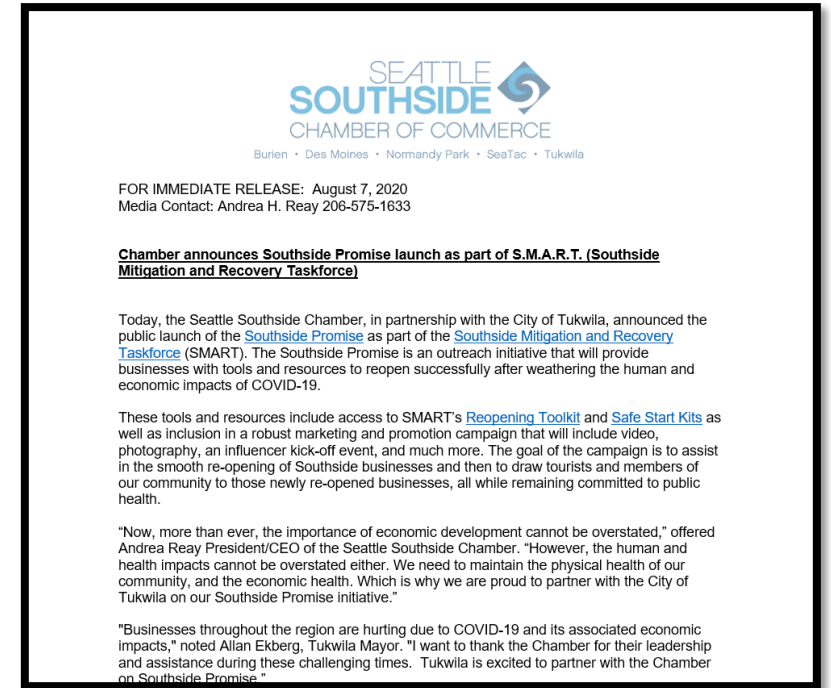 SEATTLE
SOUTHSIDE
CHAMBER OF COMMERCE
Burien • Des Moines • Normandy Park • SeaTac • Tukwila
FOR IMMEDIATE RELEASE:  August 7, 2020
Media Contact: Andrea H. Reay 206-575-1633
Chamber announces Southside Promise launch as part of S.M.A.R.T. (Southside
Mitigation and Recovery Taskforce)
Today, the Seattle Southside Chamber, in partnership with the City of Tukwila, announced the
public launch of the Southside Promise as part of the Southside Mitigation and Recovery
Taskforce (SMART). The Southside Promise is an outreach initiative that will provide
businesses with tools and resources to reopen successfully after weathering the human and
economic impacts of COVID-19.
These tools and resources include access to SMART’s Reopening Toolkit and Safe Start Kits as
well as inclusion in a robust marketing and promotion campaign that will include video,
photography, an influencer kick-off event, and much more. The goal of the campaign is to assist
in the smooth re-opening of Southside businesses and then to draw tourists and members of
our community to those newly re-opened businesses, all while remaining committed to public
health.
“Now, more than ever, the importance of economic development cannot be overstated,” offered
Andrea Reay President/CEO of the Seattle Southside Chamber. “However, the human and
health impacts cannot be overstated either. We need to maintain the physical health of our
community, and the economic health. Which is why we are proud to partner with the City of
Tukwila on our Southside Promise initiative.”
"Businesses throughout the region are hurting due to COVID-19 and its associated economic
impacts," noted Allan Ekberg, Tukwila Mayor. "I want to thank the Chamber for their leadership
and assistance during these challenging times.  Tukwila is excited to partner with the Chamber
on Southside Promise."